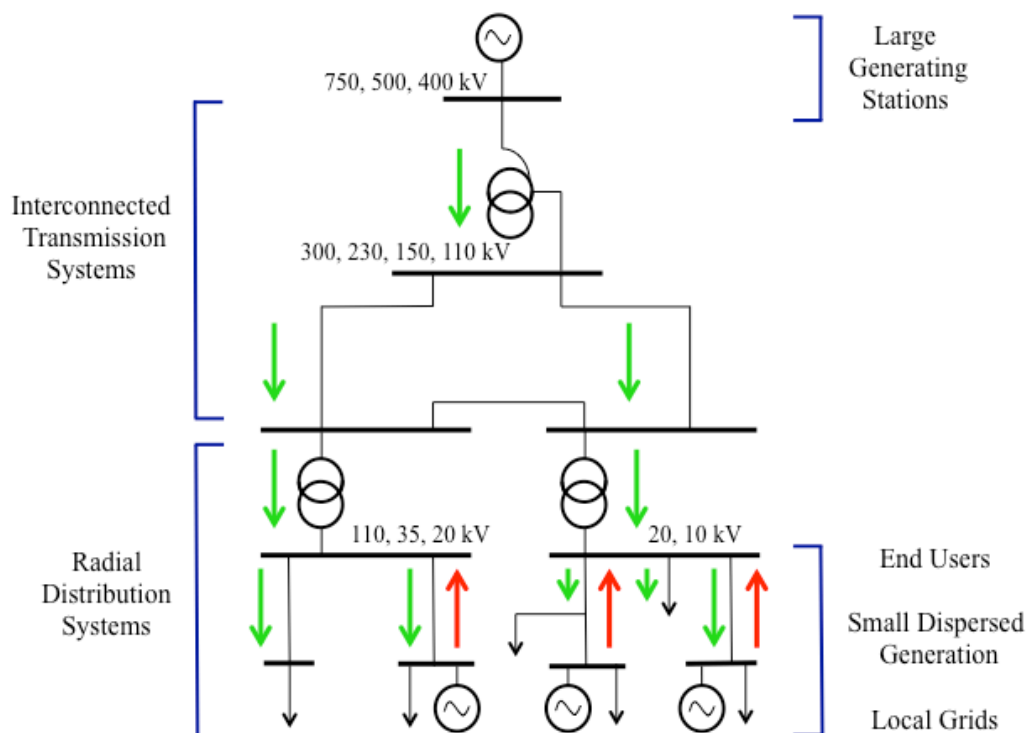 Large
Generating
Stations
750, 500, 400 kV
Interconnected
Transmission
Systems
300, 230, 150, 110 kV
110, 35, 20 kV
20, 10 kV
Radial
Distribution
Systems
End Users
Small Dispersed
Generation
Local Grids